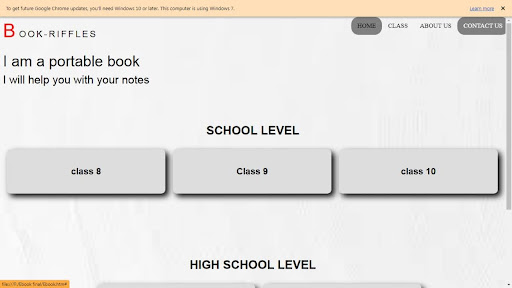 To get future Google Chrome updates, you'll need Windows 10 or later. This computer is using Windows 7.
Learn more
BOOK-RIFFLES
HOME CLASS ABOUT US CONTACT US
I am a portable book
I will help you with your notes
SCHOOL LEVEL
class 8 Class 9 class 10
HIGH SCHOOL LEVEL